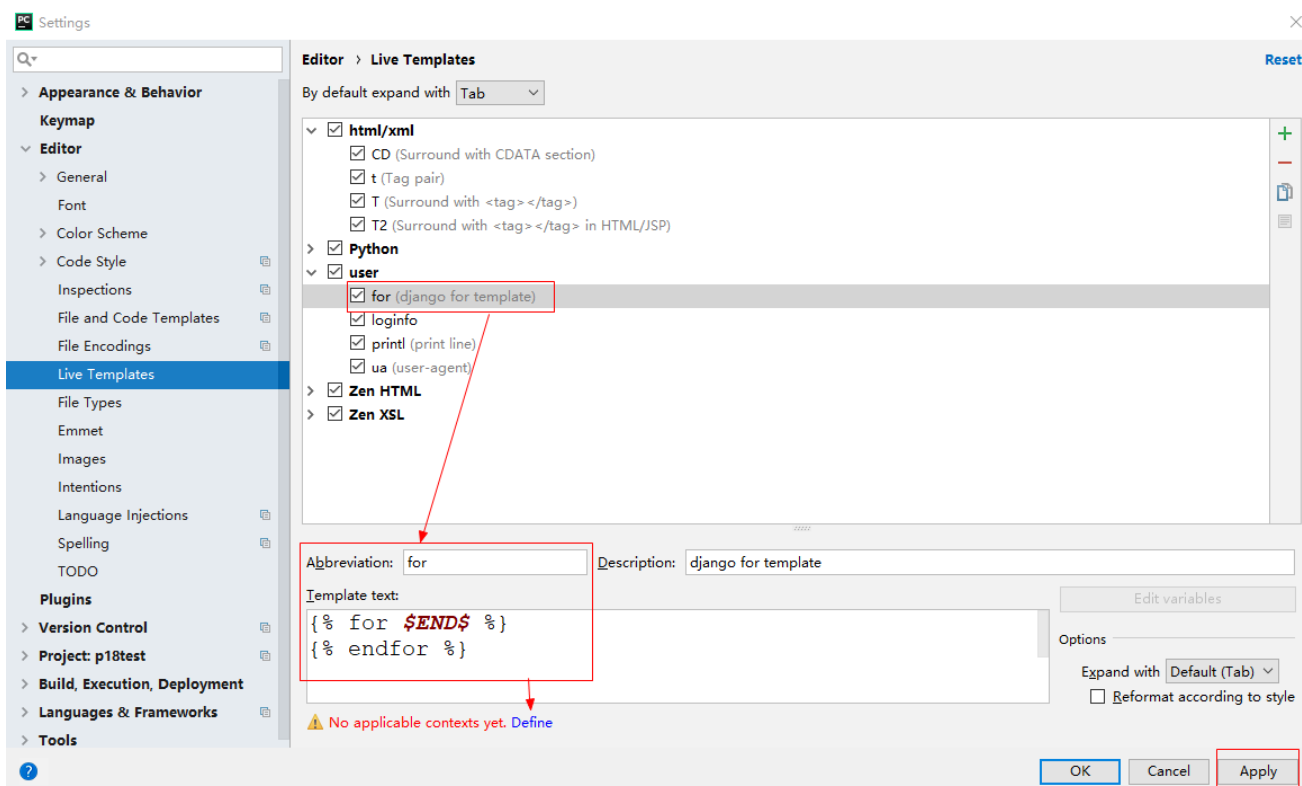 PC Settings
Editor › Live Templates Reset
By default expand with Tab
Appearance & Behavior
Keymap
Editor
General
Font
Color Scheme
Code Style
Inspections
File and Code Templates
File Encodings
Live Templates
File Types
Emmet
Images
Intentions
Language Injections
Spelling
TODO
Plugins
Version Control
Project: p18test
Build, Execution, Deployment
Languages & Frameworks
Tools
html/xml
CD (Surround with CDATA section)
t (Tag pair)
T (Surround with <tag></tag>)
T2 (Surround with <tag></tag> in HTML/JSP)
Python
user
for (django for template)
loginfo
printl (print line)
ua (user-agent)
Zen HTML
Zen XSL
Abbreviation: for Description: django for template
Template text:
{% for $END$ %}
{% endfor %}
Edit variables
Options
Expand with Default (Tab)
Reformat according to style
No applicable contexts yet. Define
? OK Cancel Apply